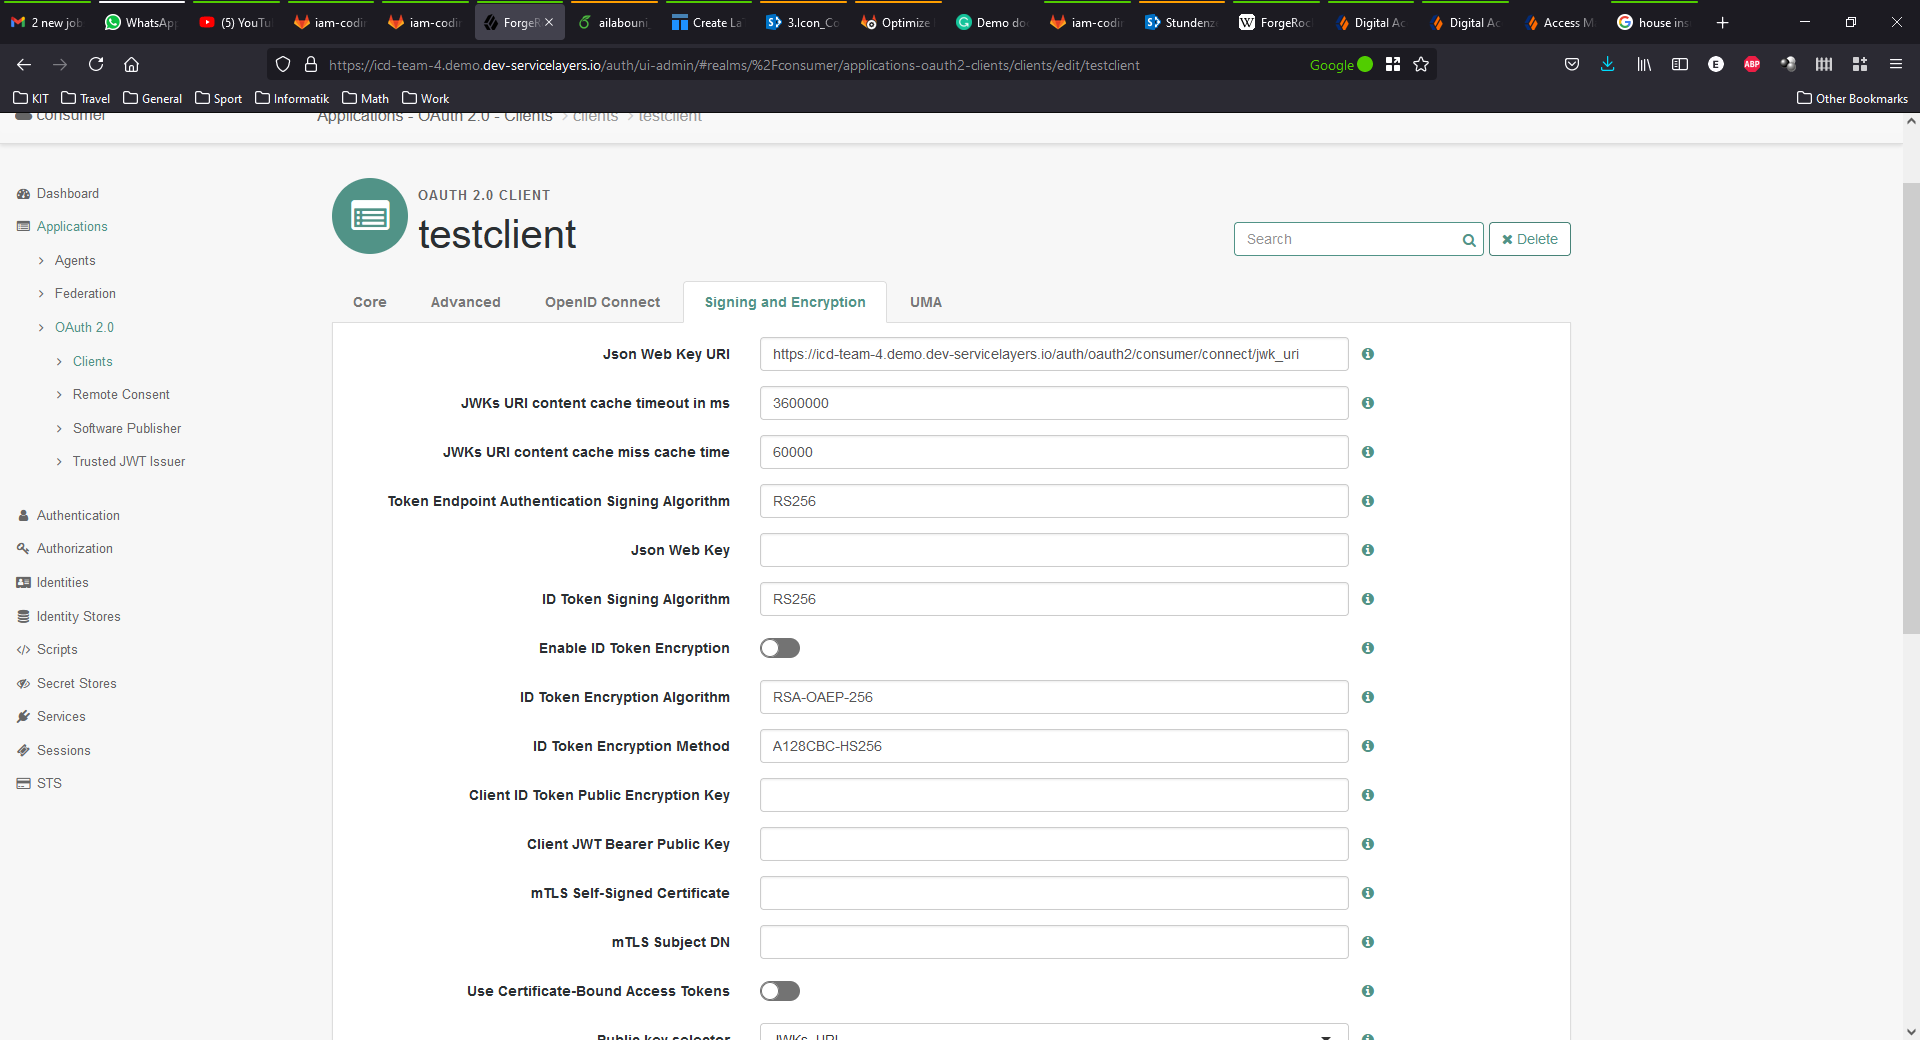 2 new job
WhatsApp
(5) YouTu
iam-codin
iam-codin
ForgeR
ailabouni_
Create La
3.Icon_Co
Optimize
Demo do
iam-codin
Stundenz
ForgeRoc
Digital Ac
Digital Ac
Access M
house ins
https://icd-team-4.demo.dev-servicelayers.io/auth/ui-admin/#realms/%2Fconsumer/applications-oauth2-clients/clients/edit/testclient
Google
KIT
Travel
General
Sport
Informatik
Math
Work
Other Bookmarks
consumer
Applications - OAuth 2.0 - Clients
clients
testclient
Dashboard
Applications
Agents
Federation
OAuth 2.0
Clients
Remote Consent
Software Publisher
Trusted JWT Issuer
Authentication
Authorization
Identities
Identity Stores
Scripts
Secret Stores
Services
Sessions
STS
OAUTH 2.0 CLIENT
testclient
Search
Delete
Core
Advanced
OpenID Connect
Signing and Encryption
UMA
Json Web Key URI
https://icd-team-4.demo.dev-servicelayers.io/auth/oauth2/consumer/connect/jwk_uri
JWKs URI content cache timeout in ms
3600000
JWKs URI content cache miss cache time
60000
Token Endpoint Authentication Signing Algorithm
RS256
Json Web Key
ID Token Signing Algorithm
RS256
Enable ID Token Encryption
ID Token Encryption Algorithm
RSA-OAEP-256
ID Token Encryption Method
A128CBC-HS256
Client ID Token Public Encryption Key
Client JWT Bearer Public Key
mTLS Self-Signed Certificate
mTLS Subject DN
Use Certificate-Bound Access Tokens
Public key selector
JWKs_URI